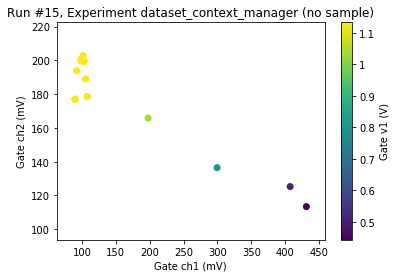 Run #15, Experiment dataset_context_manager (no sample)
220
200
180
160
140
120
100
Gate ch2 (mV)
100 150 200 250 300 350 400 450
Gate ch1 (mV)
1.1
1
0.9
0.8
0.7
0.6
0.5
Gate v1 (V)